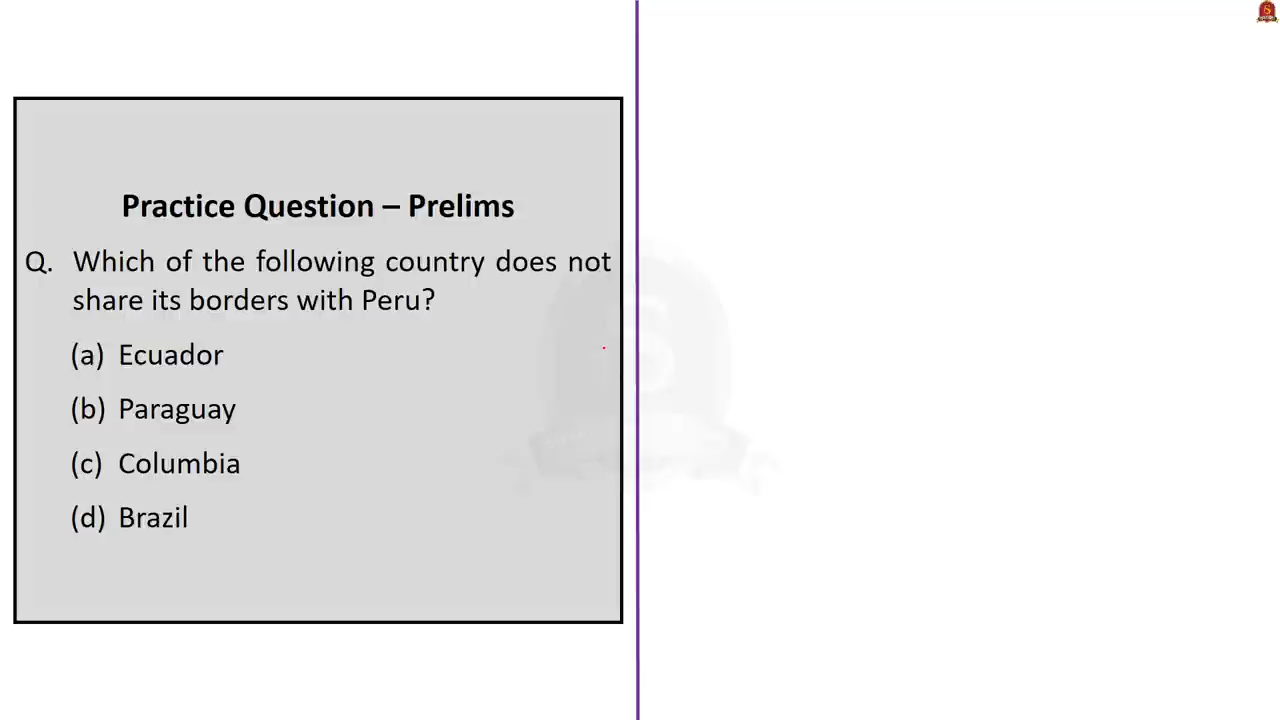 Practice Question – Prelims
Q. Which of the following country does not
share its borders with Peru?
(a) Ecuador
(b) Paraguay
(c) Columbia
(d) Brazil